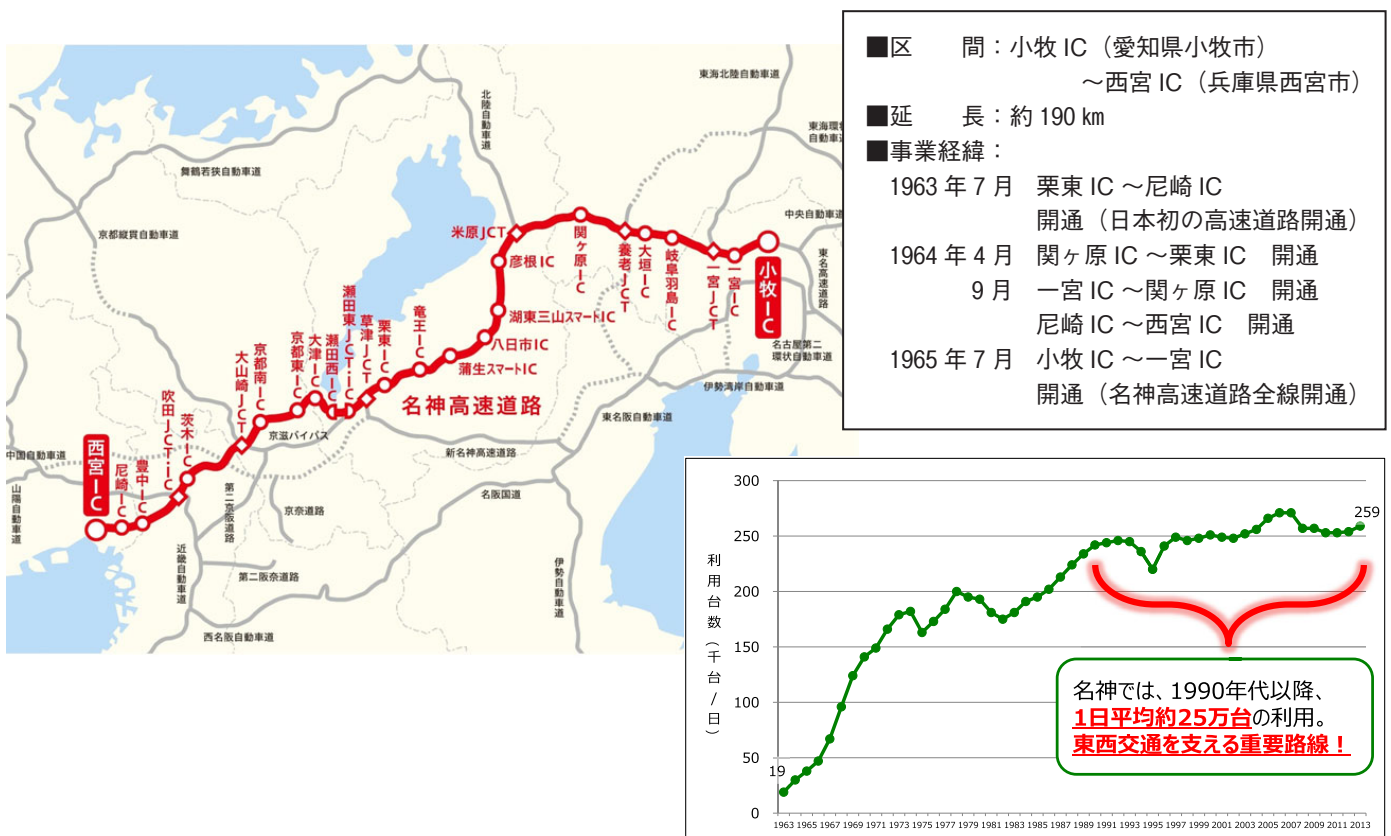 ■区　　間：小牧 IC（愛知県小牧市）
～西宮 IC（兵庫県西宮市）
■延　　長：約 190 ㎞
■事業経緯：
1963 年 7 月　栗東 IC ～尼崎 IC
開通（日本初の高速道路開通）
1964 年 4 月　関ヶ原 IC ～栗東 IC　開通
9 月　一宮 IC ～関ヶ原 IC　開通
尼崎 IC ～西宮 IC　開通
1965 年 7 月　小牧 IC ～一宮 IC
開通（名神高速道路全線開通）
東海北陸自動車道
北陸自動車道
東海環状
自動車道
舞鶴若狭自動車道
京都縦貫自動車道
中央自動車道
東名高速道路
名古屋第二
環状自動車道
伊勢湾岸自動車道
東名阪自動車道
新名神高速道路
名阪国道
伊勢自動車道
京滋バイパス
第二京阪道路
京奈道路
第二阪奈道路
西名阪自動車道
近畿自動車道
中国自動車道
山陽自動車道
名神高速道路
小牧IC
一宮IC
一宮JCT
岐阜羽島IC
大垣IC
養老JCT
関ヶ原IC
米原JCT
彦根IC
湖東三山スマートIC
八日市IC
蒲生スマートIC
竜王IC
栗東IC
草津JCT
瀬田東JCT・IC
瀬田西IC
大津IC
京都東IC
京都南IC
大山崎JCT
茨木IC
吹田JCT・IC
豊中IC
尼崎IC
西宮IC
利用台数（千台/日）
300
250
200
150
100
50
0
19
259
名神では、1990年代以降、
1日平均約25万台の利用。
東西交通を支える重要路線！
1963 1965 1967 1969 1971 1973 1975 1977 1979 1981 1983 1985 1987 1989 1991 1993 1995 1997 1999 2001 2003 2005 2007 2009 2011 2013